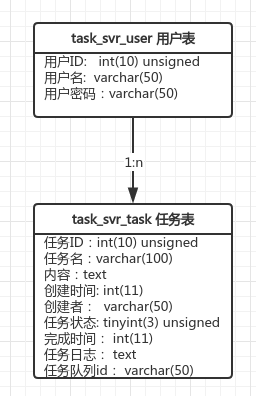 task_svr_user 用户表
用户ID: int(10) unsigned
用户名: varchar(50)
用户密码：varchar(50)
1:n
task_svr_task 任务表
任务ID：int(10) unsigned
任务名：varchar(100)
内容：text
创建时间: int(11)
创建者： varchar(50)
任务状态: tinyint(3) unsigned
完成时间： int(11)
任务日志： text
任务队列id： varchar(50)